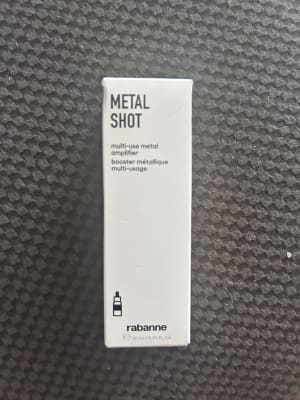 METAL
SHOT
multi-use metal
amplifier
booster métallique
multi-usage
rabanne